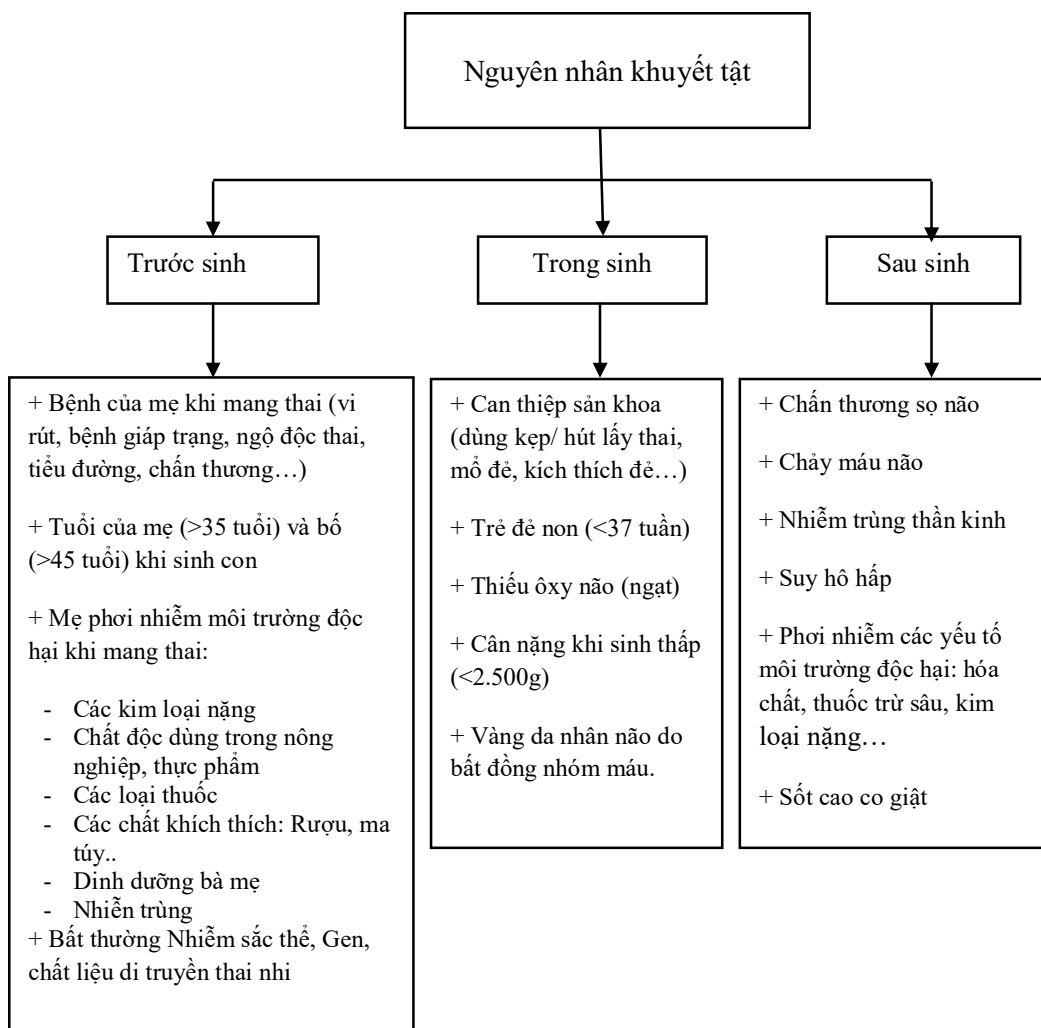 Nguyên nhân khuyết tật
Trước sinh
Trong sinh
Sau sinh
+ Bệnh của mẹ khi mang thai (vi
rút, bệnh giáp trạng, ngộ độc thai,
tiểu đường, chấn thương…)
+ Tuổi của mẹ (>35 tuổi) và bố
(>45 tuổi) khi sinh con
+ Mẹ phơi nhiễm môi trường độc
hại khi mang thai:
- Các kim loại nặng
- Chất độc dùng trong nông
nghiệp, thực phẩm
- Các loại thuốc
- Các chất khích thích: Rượu, ma
túy..
- Dinh dưỡng bà mẹ
- Nhiễn trùng
+ Bất thường Nhiễm sắc thể, Gen,
chất liệu di truyền thai nhi
+ Can thiệp sản khoa
(dùng kẹp/ hút lấy thai,
mổ đẻ, kích thích đẻ…)
+ Trẻ đẻ non (<37 tuần)
+ Thiếu ôxy não (ngạt)
+ Cân nặng khi sinh thấp
(<2.500g)
+ Vàng da nhân não do
bất đồng nhóm máu.
+ Chấn thương sọ não
+ Chảy máu não
+ Nhiễm trùng thần kinh
+ Suy hô hấp
+ Phơi nhiễm các yếu tố
môi trường độc hại: hóa
chất, thuốc trừ sâu, kim
loại nặng…
+ Sốt cao co giật